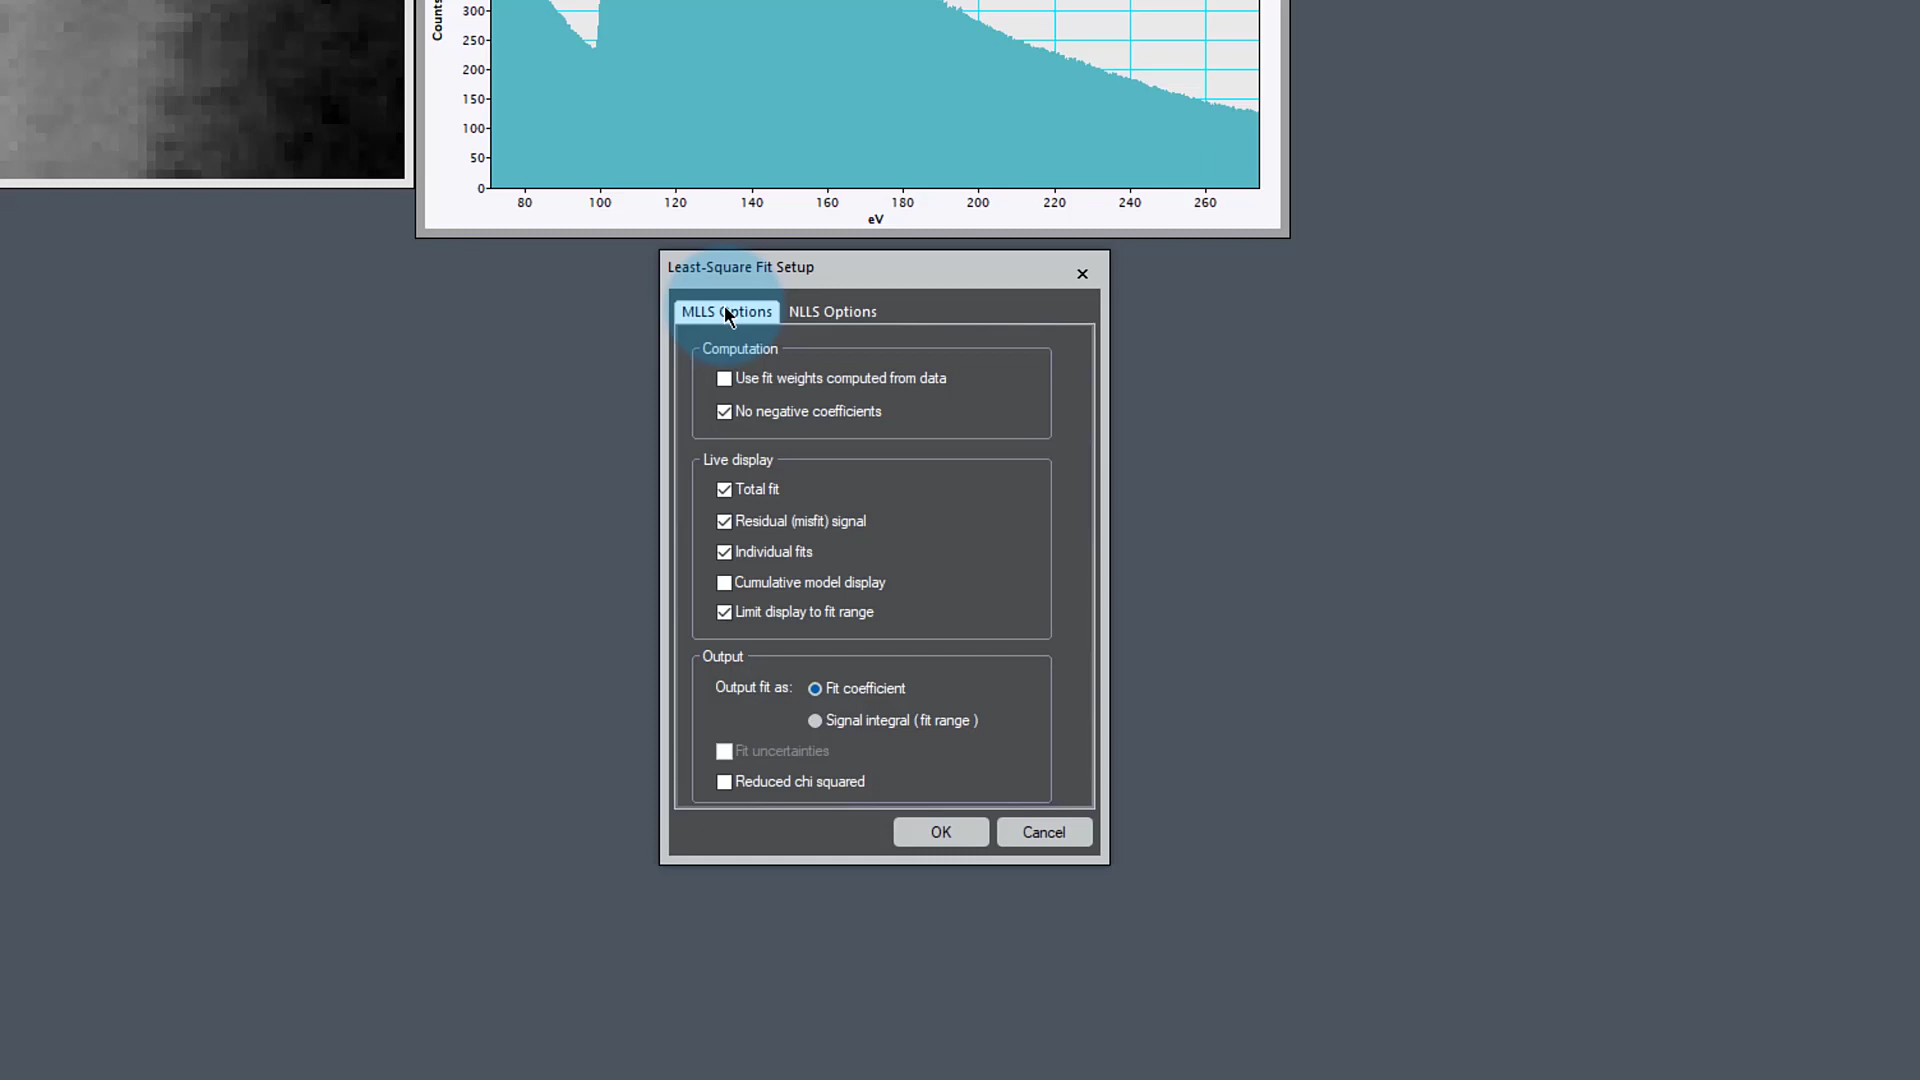 Counts
300
250
200
150
100
50
0
80 100 120 140 160 180 200 220 240 260
eV
Least-Square Fit Setup
MLLS Options NLLS Options
Computation
Use fit weights computed from data
No negative coefficients
Live display
Total fit
Residual (misfit) signal
Individual fits
Cumulative model display
Limit display to fit range
Output
Output fit as: Fit coefficient
Signal integral ( fit range )
Fit uncertainties
Reduced chi squared
OK Cancel